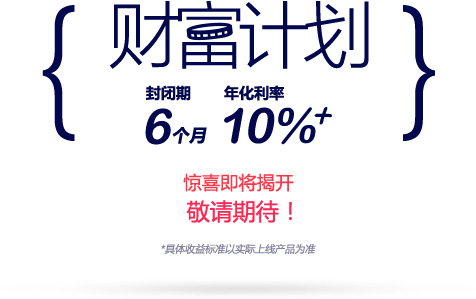 财富计划
封闭期 年化利率
6个月 10%+
惊喜即将揭开
敬请期待！
*具体收益标准以实际上线产品为准